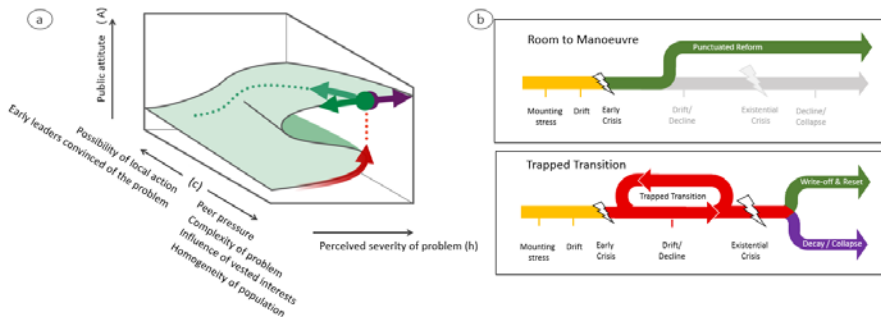 a
Public attitute ( A )
Possibility of local action
Early leaders convinced of the problem
(c)
Peer pressure
Complexity of problem
Influence of vested interests
Homogeneity of population
Perceived severity of problem (h)
b
Room to Manoeuvre
Punctuated Reform
Mounting stress
Drift
Early Crisis
Drift/ Decline
Existential Crisis
Decline/ Collapse
Trapped Transition
Trapped Transition
Write-off & Reset
Decay / Collapse
Mounting stress
Drift
Early Crisis
Drift/ Decline
Existential Crisis